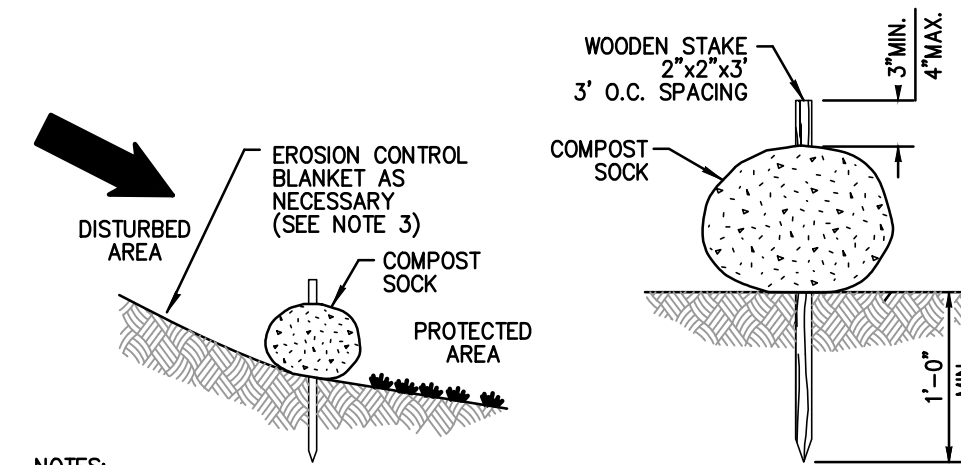 DISTURBED
AREA
EROSION CONTROL
BLANKET AS
NECESSARY
(SEE NOTE 3)
COMPOST
SOCK
PROTECTED
AREA
NOTES:
WOODEN STAKE
2"x2"x3'
3' O.C. SPACING
COMPOST
SOCK
3"MIN.
4"MAX.
1'-0"
MIN